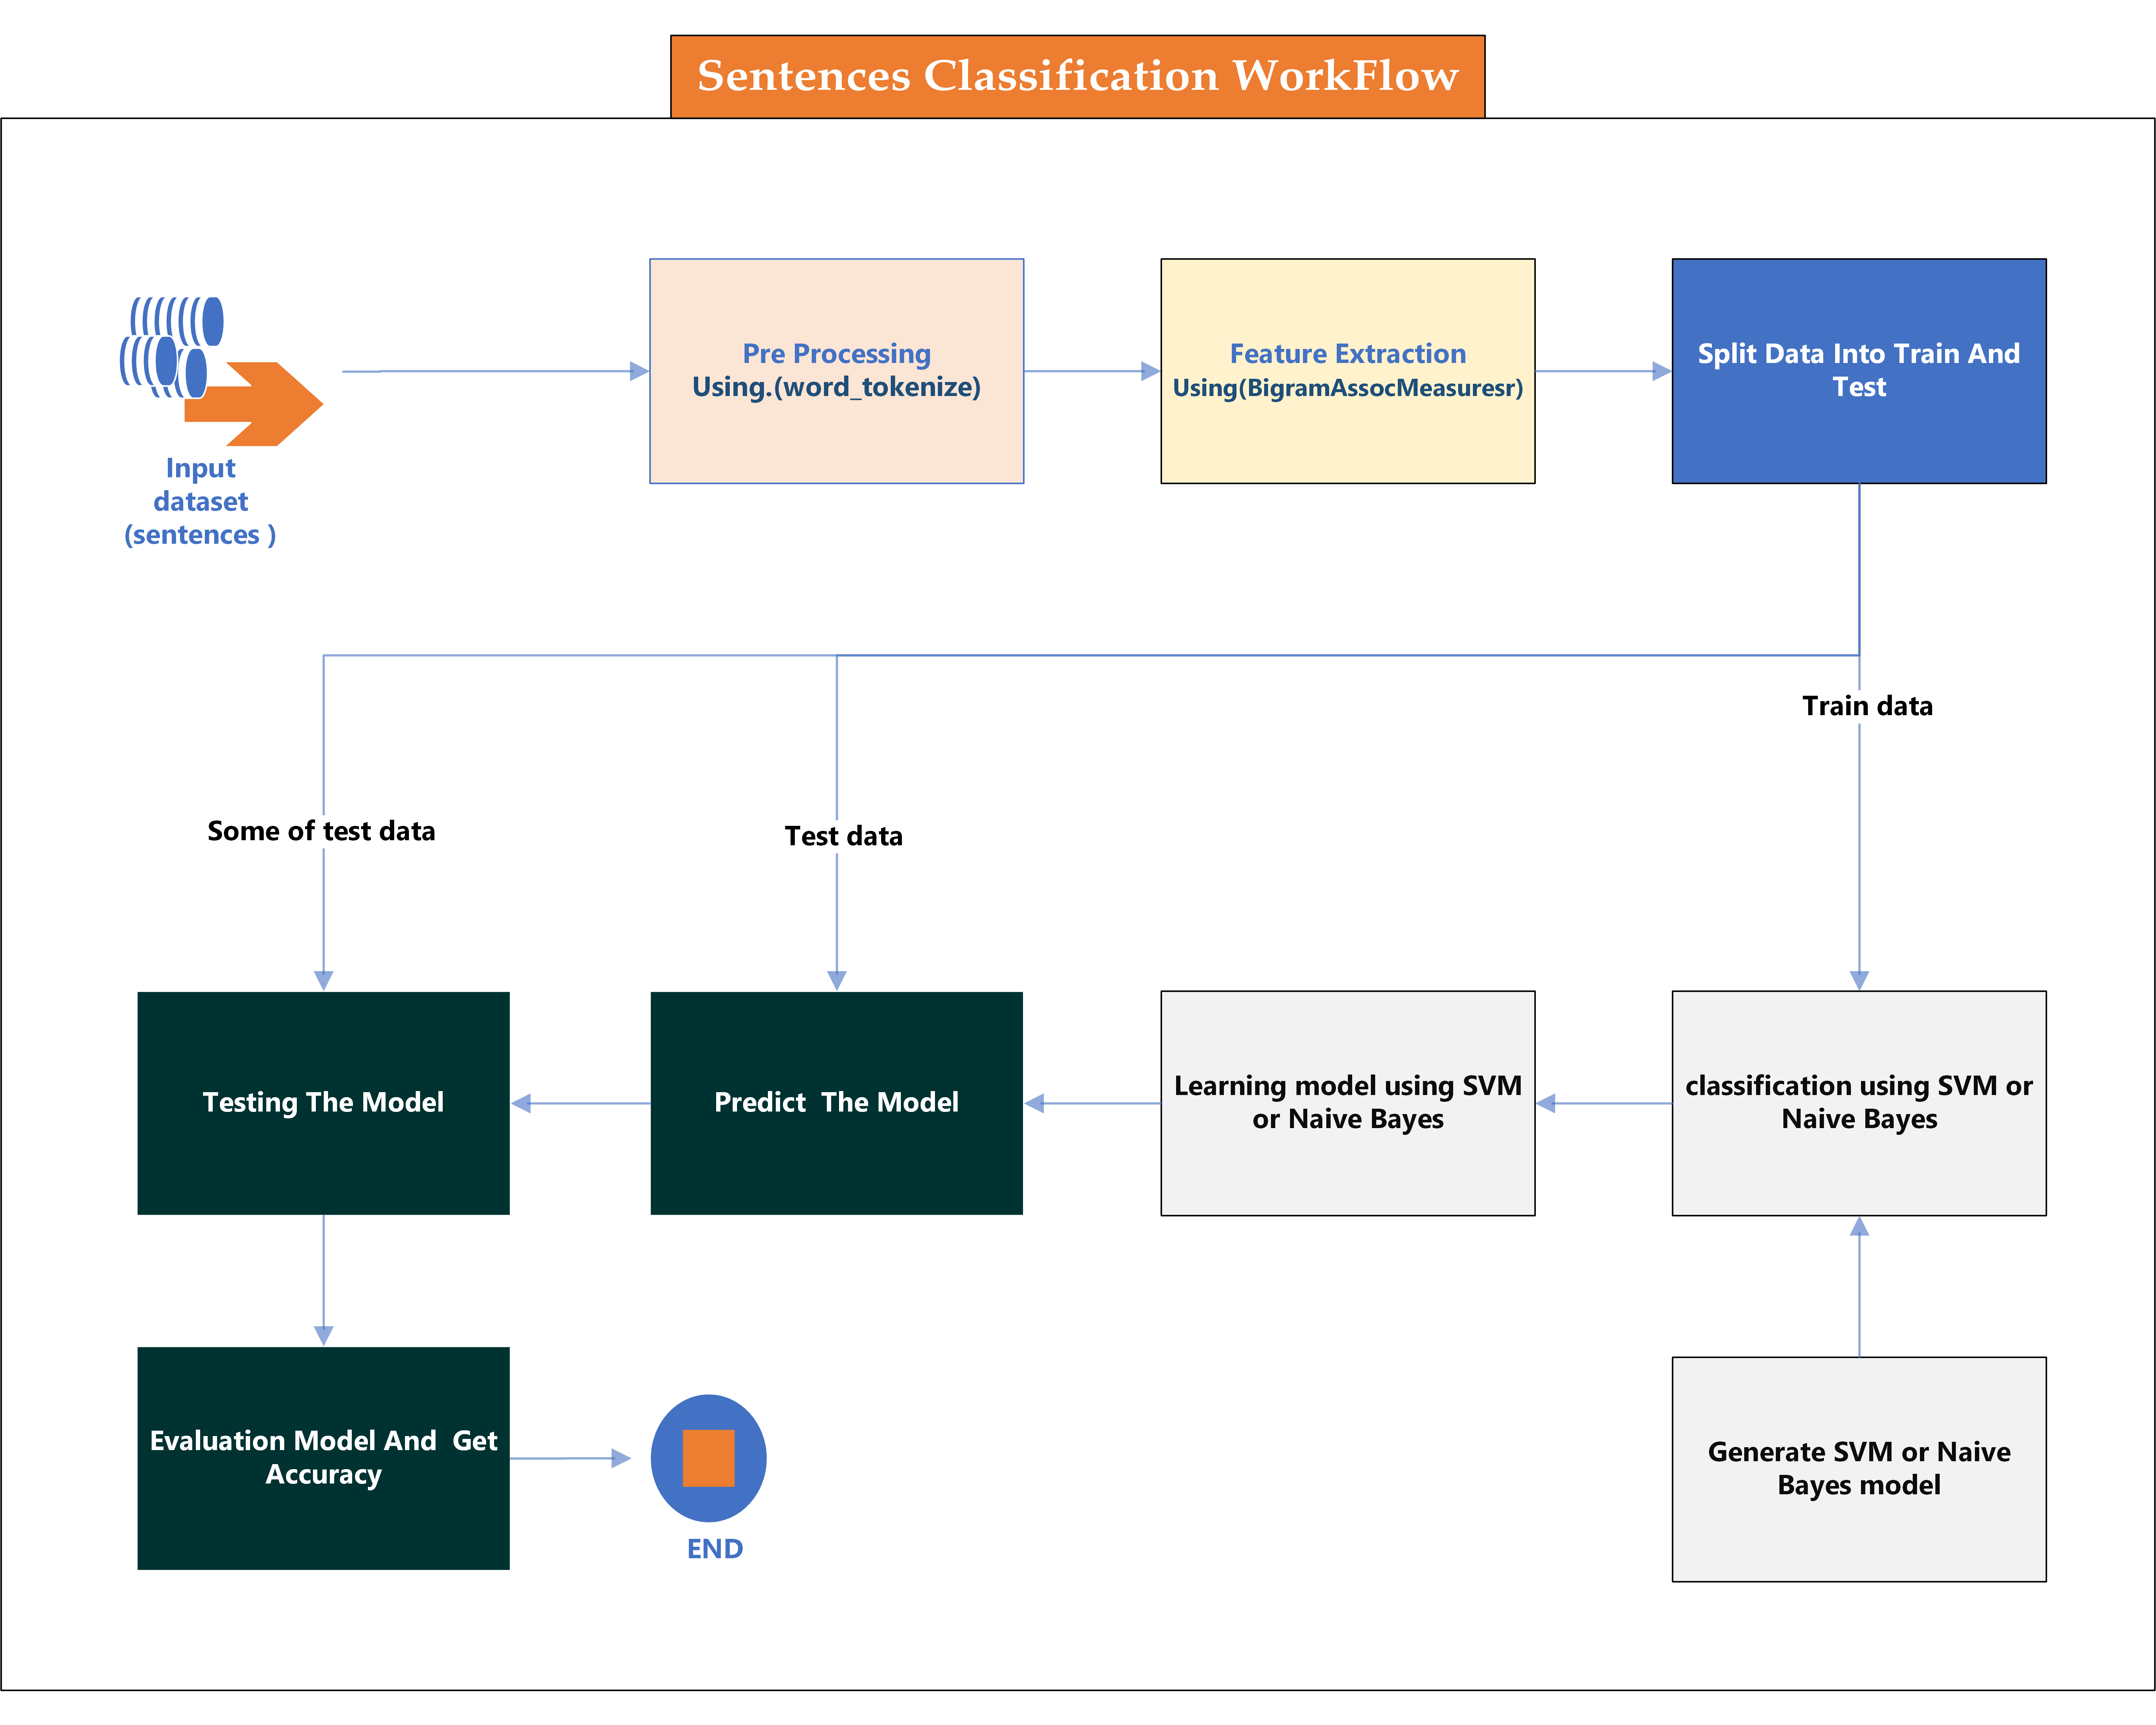 Sentences Classification WorkFlow
Input
dataset
(sentences )
Pre Processing
Using.(word_tokenize)
Feature Extraction
Using(BigramAssocMeasuresr)
Split Data Into Train And
Test
Train data
Some of test data
Test data
Testing The Model
Predict  The Model
Learning model using SVM
or Naive Bayes
classification using SVM or
Naive Bayes
Evaluation Model And  Get
Accuracy
END
Generate SVM or Naive
Bayes model